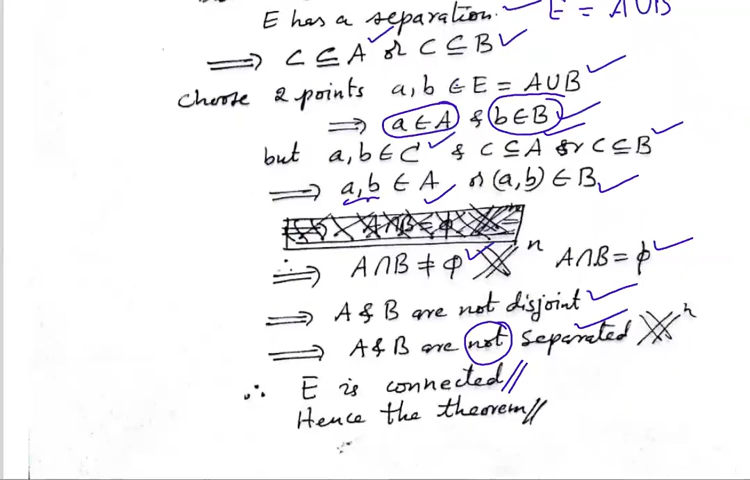 E has a separation. E = A∪B
⟹ C ⊆ A or C ⊆ B
Choose 2 points a, b ∈ E = A∪B
⟹ a ∈ A & b ∈ B
but a, b ∈ C & C ⊆ A or C ⊆ B
⟹ a, b ∈ A or (a, b) ∈ B
∴ ⟹ A∩B ≠ ϕ n A∩B = ϕ
⟹ A & B are not disjoint
⟹ A & B are not separated n
∴ E is connected//
Hence the theorem//